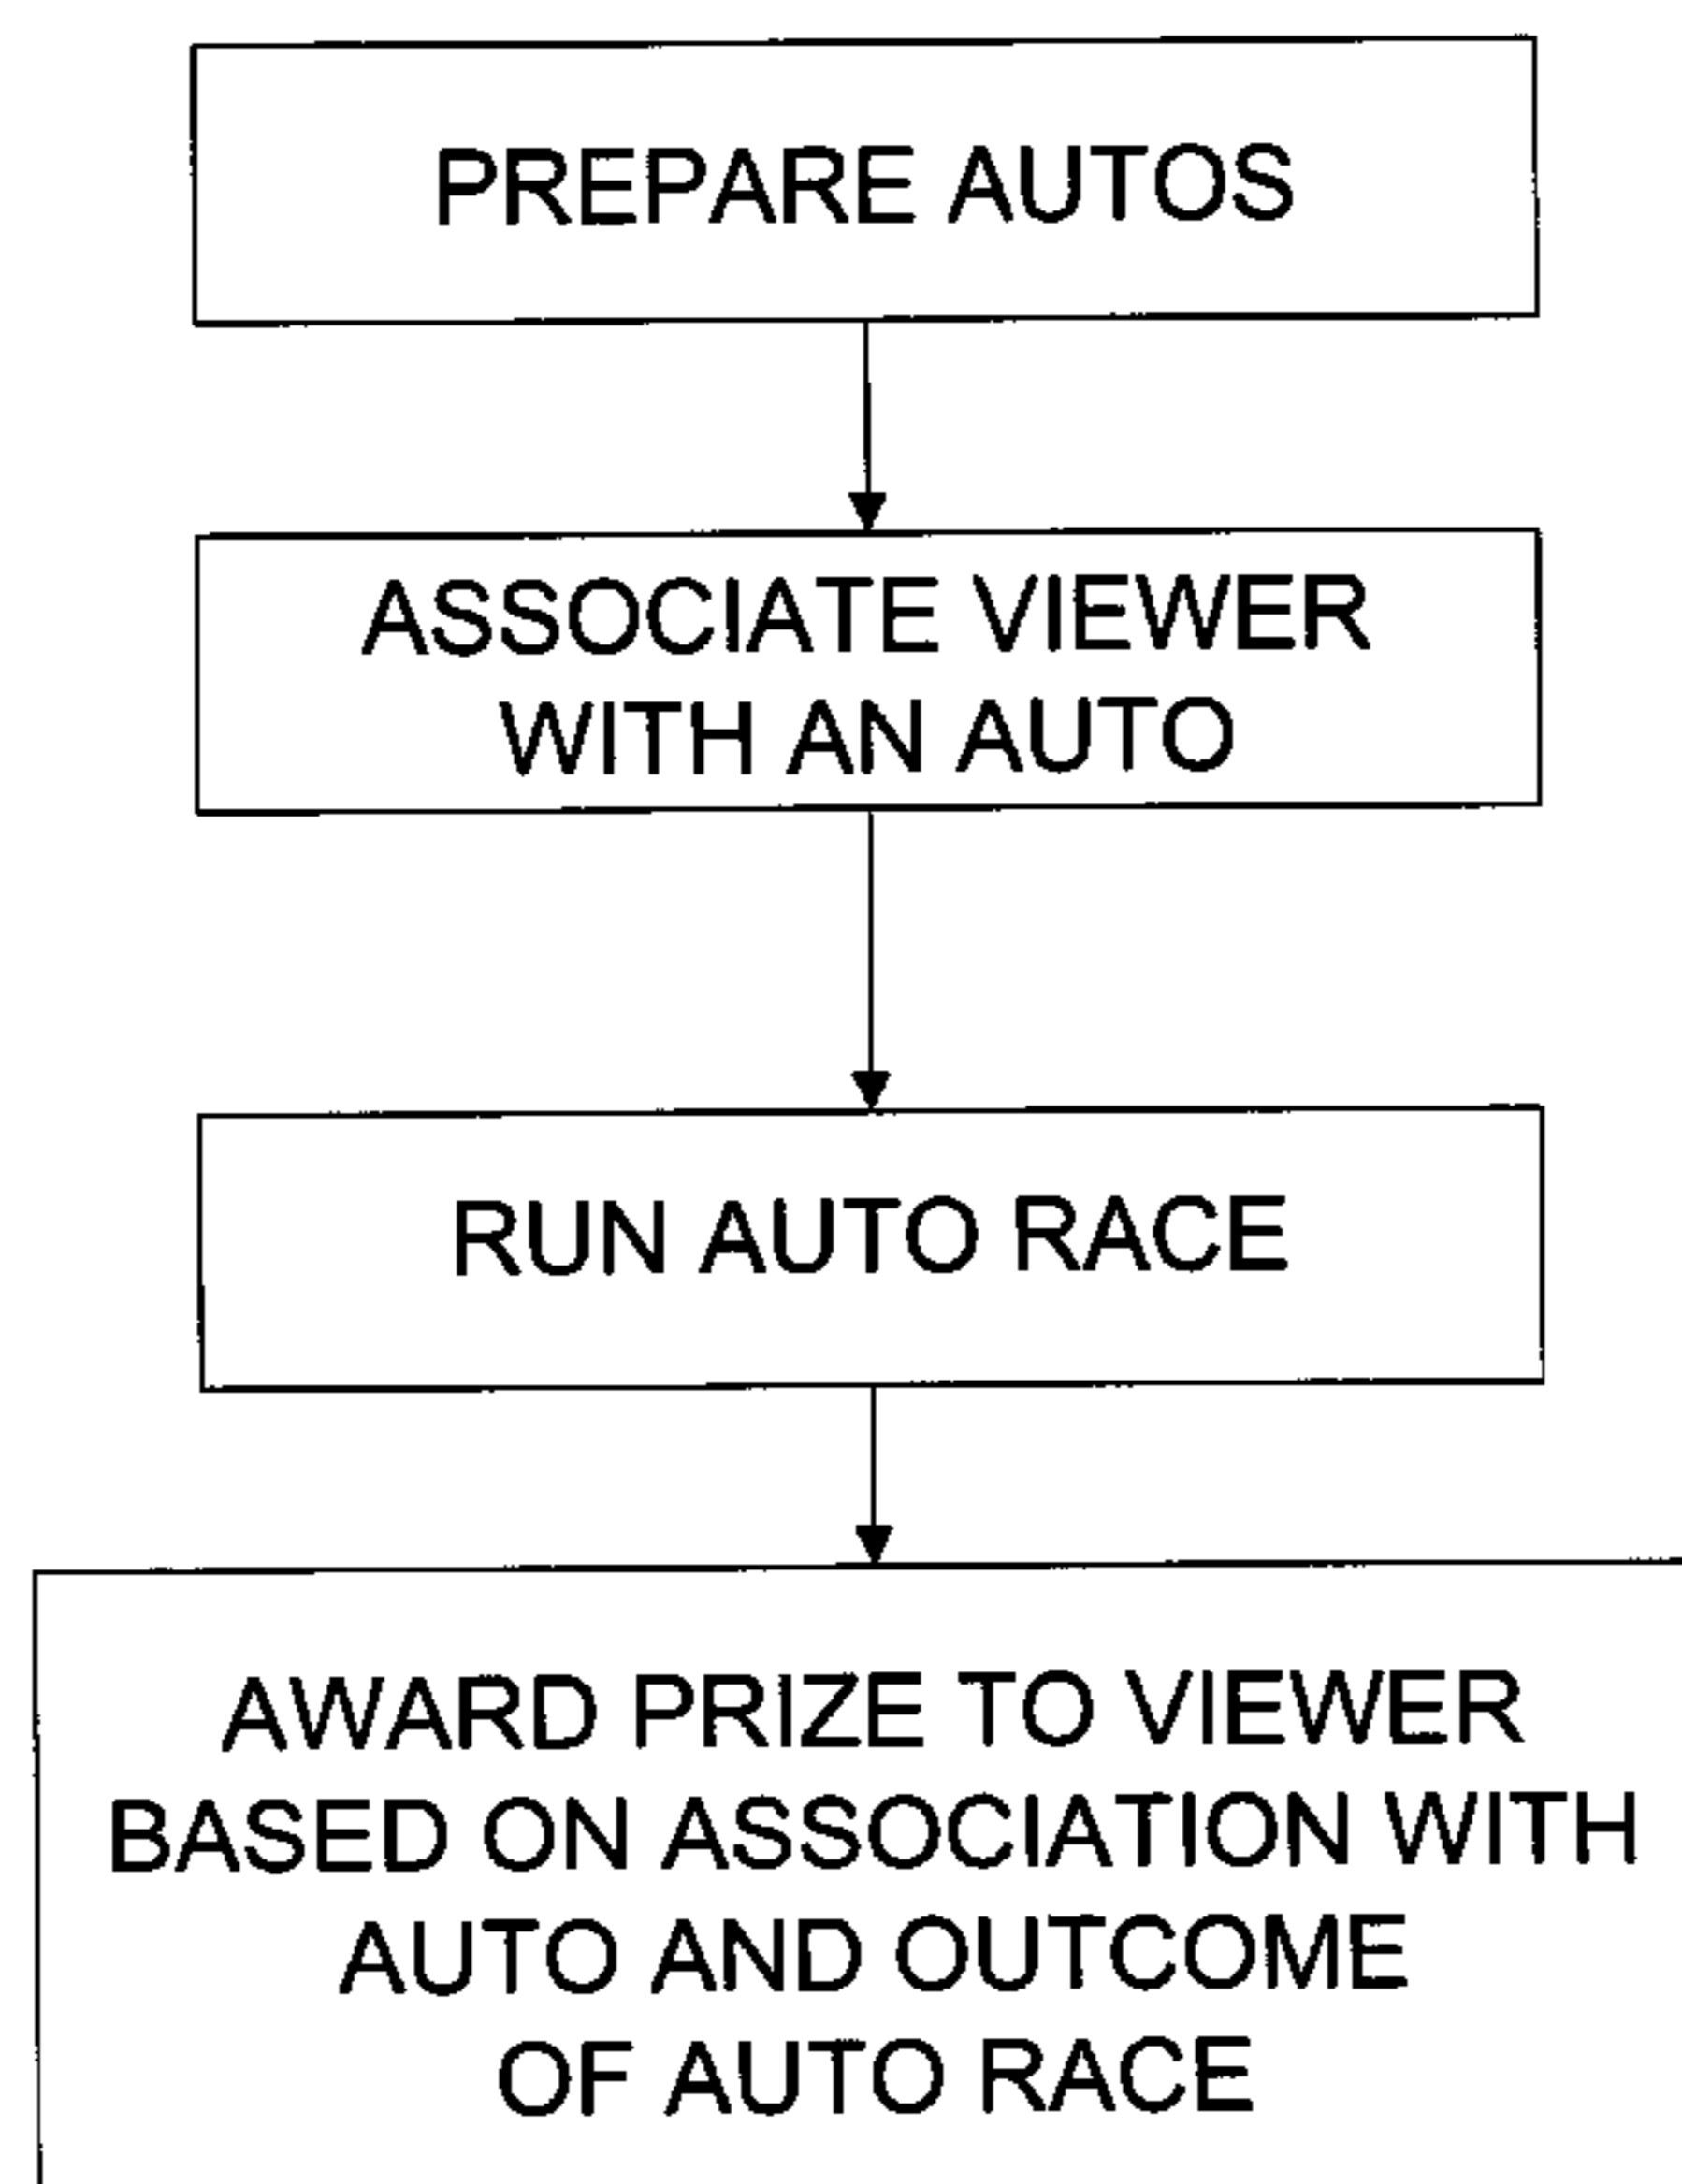 PREPARE AUTOS
ASSOCIATE VIEWER
WITH AN AUTO
RUN AUTO RACE
AWARD PRIZE TO VIEWER
BASED ON ASSOCIATION WITH
AUTO AND OUTCOME
OF AUTO RACE